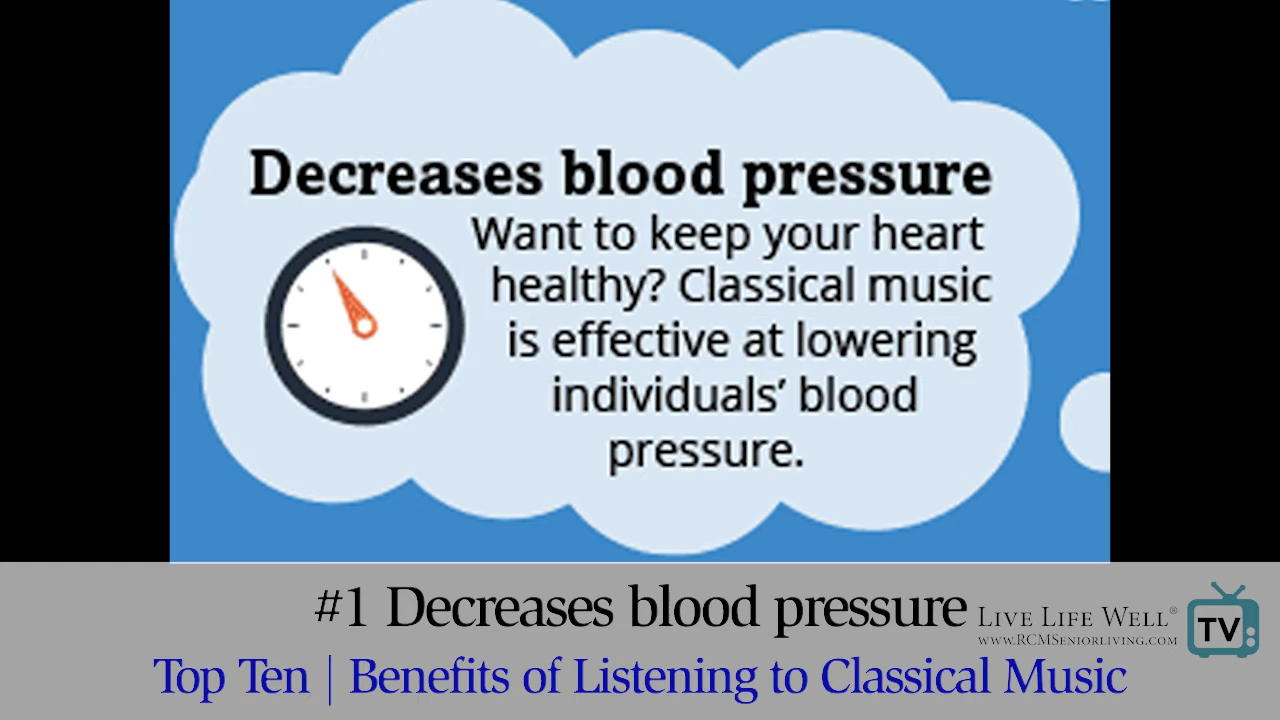 Decreases blood pressure
Want to keep your heart
healthy? Classical music
is effective at lowering
individuals’ blood
pressure.
#1 Decreases blood pressure
LIVE LIFE WELL®
WWW.RCMSENIORLIVING.COM
TV
Top Ten | Benefits of Listening to Classical Music